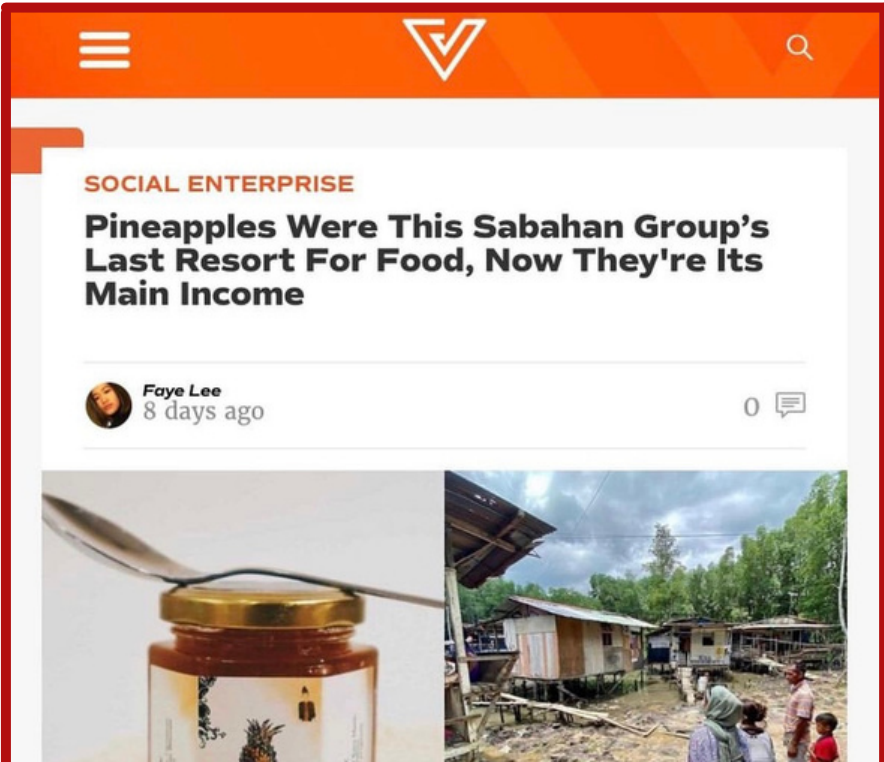 SOCIAL ENTERPRISE
Pineapples Were This Sabahan Group’s
Last Resort For Food, Now They're Its
Main Income
Faye Lee
8 days ago
0